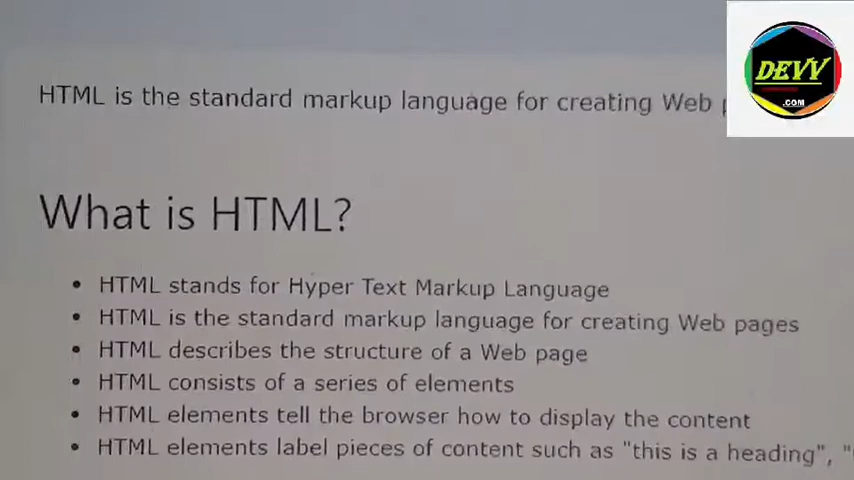 HTML is the standard markup language for creating Web
DEVV
.COM
What is HTML?
• HTML stands for Hyper Text Markup Language
• HTML is the standard markup language for creating Web pages
• HTML describes the structure of a Web page
• HTML consists of a series of elements
• HTML elements tell the browser how to display the content
• HTML elements label pieces of content such as "this is a heading", "